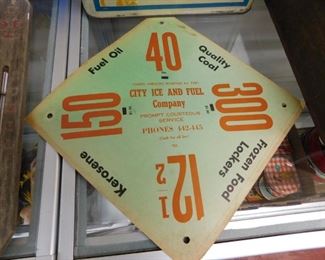 Fuel Oil
40
Quality
Coal
CITY ICE AND FUEL
Company
PROMPT COURTEOUS
SERVICE
PHONES 442-445
150
300
Kerosene
12 1/2
Frozen Food
Lockers